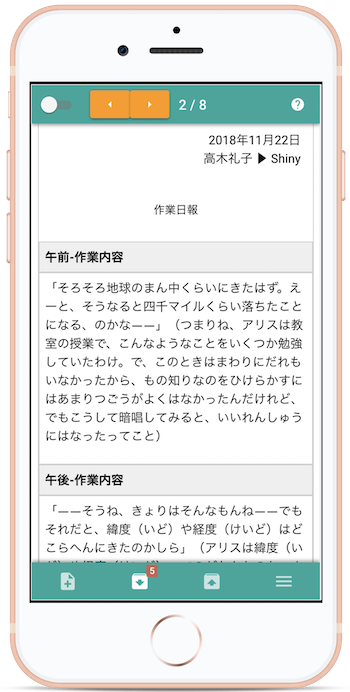 2 / 8
?
2018年11月22日
高木礼子 ▶ Shiny
作業日報
午前-作業内容
「そろそろ地球のまん中くらいにきたはず。え
ーと、そうなると四千マイルくらい落ちたこと
になる、のかなーー」（つまりね、アリスは教
室の授業で、こんなようなことをいくつか勉強
していたわけ。で、このときはまわりにだれも
いなかったから、もの知りなのをひけらかすに
はあまりつごうがよくはなかったんだけれど、
でもこうして暗唱してみると、いいれんしゅう
にはなったってこと）
午後-作業内容
「ーーそうね、きょりはそんなもんねーーでも
それだと、緯度（いど）や経度（けいど）はど
こらへんにきたのかしら」（アリスは緯度（い
5